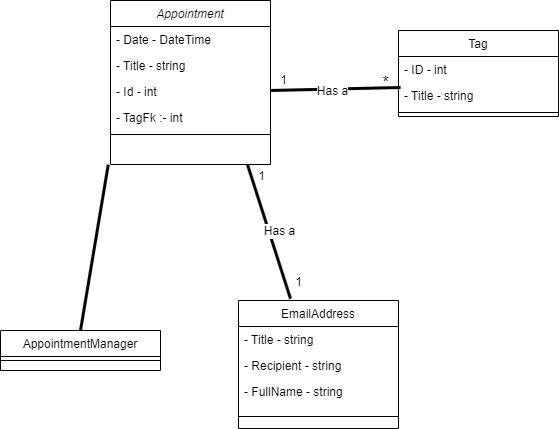 Appointment
- Date - DateTime
- Title - string
- Id - int
- TagFk :- int
Tag
- ID - int
- Title - string
1
*
Has a
1
Has a
1
EmailAddress
- Title - string
- Recipient - string
- FullName - string
AppointmentManager